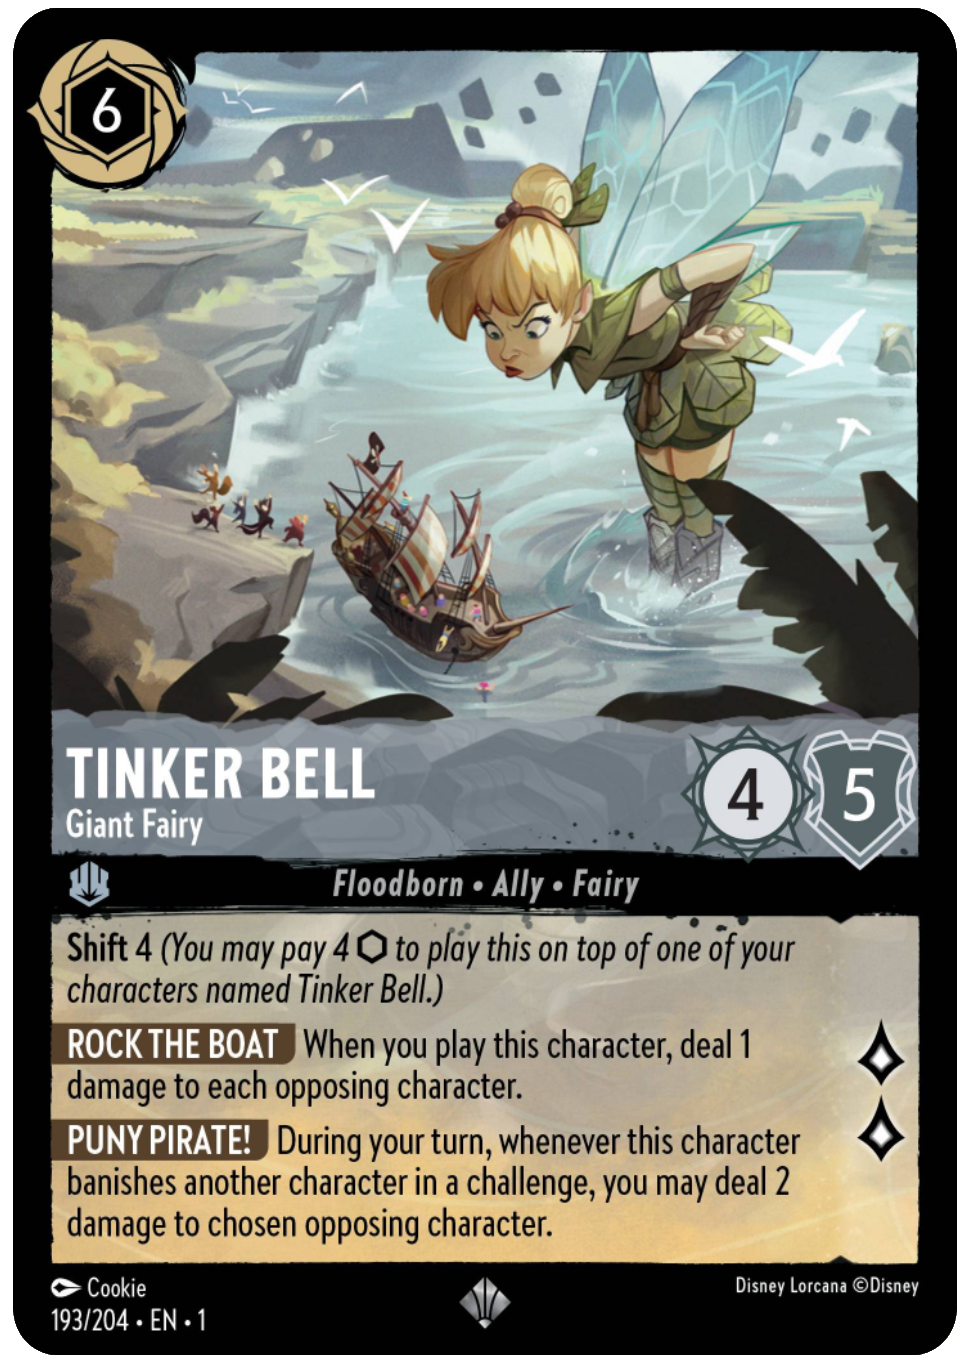 6
TINKER BELL
Giant Fairy
4
5
Floodborn • Ally • Fairy
Shift 4 (You may pay 4 ⬡ to play this on top of one of your
characters named Tinker Bell.)
ROCK THE BOAT When you play this character, deal 1
damage to each opposing character.
PUNY PIRATE! During your turn, whenever this character
banishes another character in a challenge, you may deal 2
damage to chosen opposing character.
Cookie
Disney Lorcana ©Disney
193/204 • EN • 1